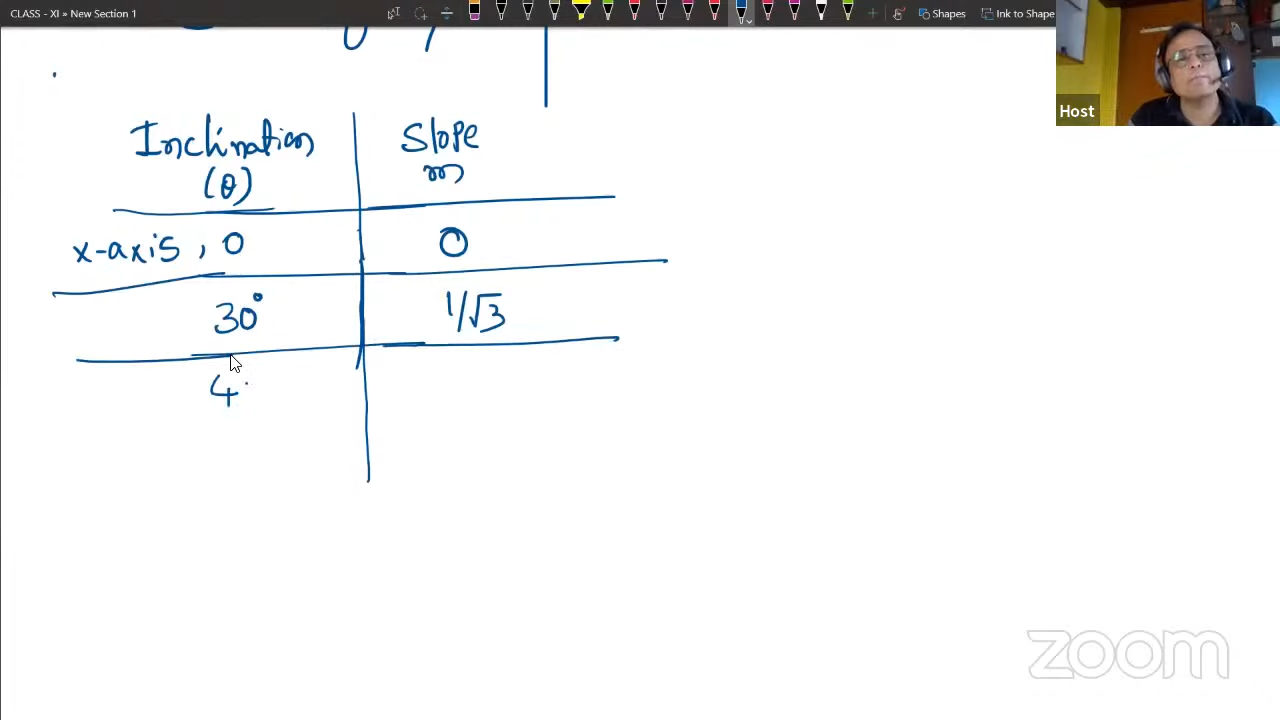 CLASS - XI » New Section 1
Shapes
Ink to Shape
Host
Inclination
(θ)
Slope
m
x-axis, 0
0
30°
1/√3
4
zoom